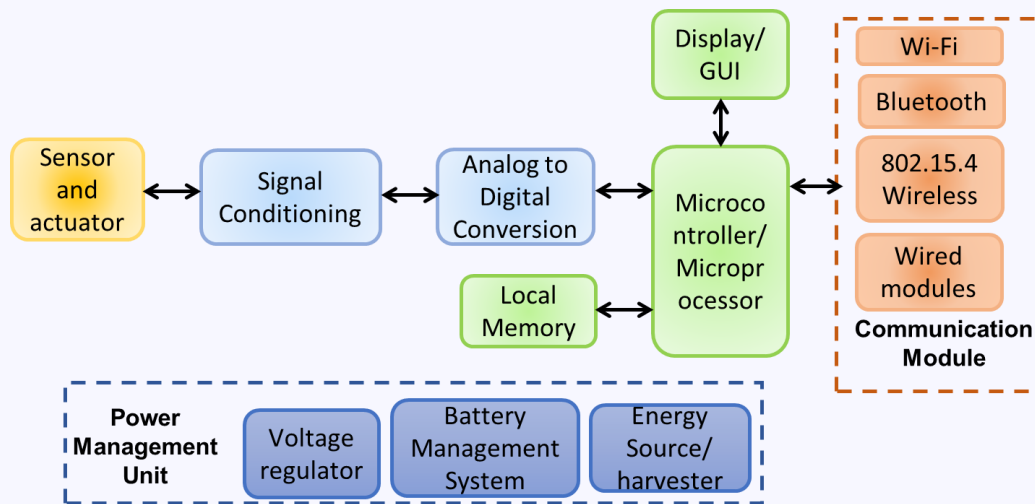 Display/
GUI
Wi-Fi
Bluetooth
802.15.4
Wireless
Wired
modules
Communication
Module
Sensor
and
actuator
Signal
Conditioning
Analog to
Digital
Conversion
Microco
ntroller/
Micropr
ocessor
Local
Memory
Power
Management
Unit
Voltage
regulator
Battery
Management
System
Energy
Source/
harvester